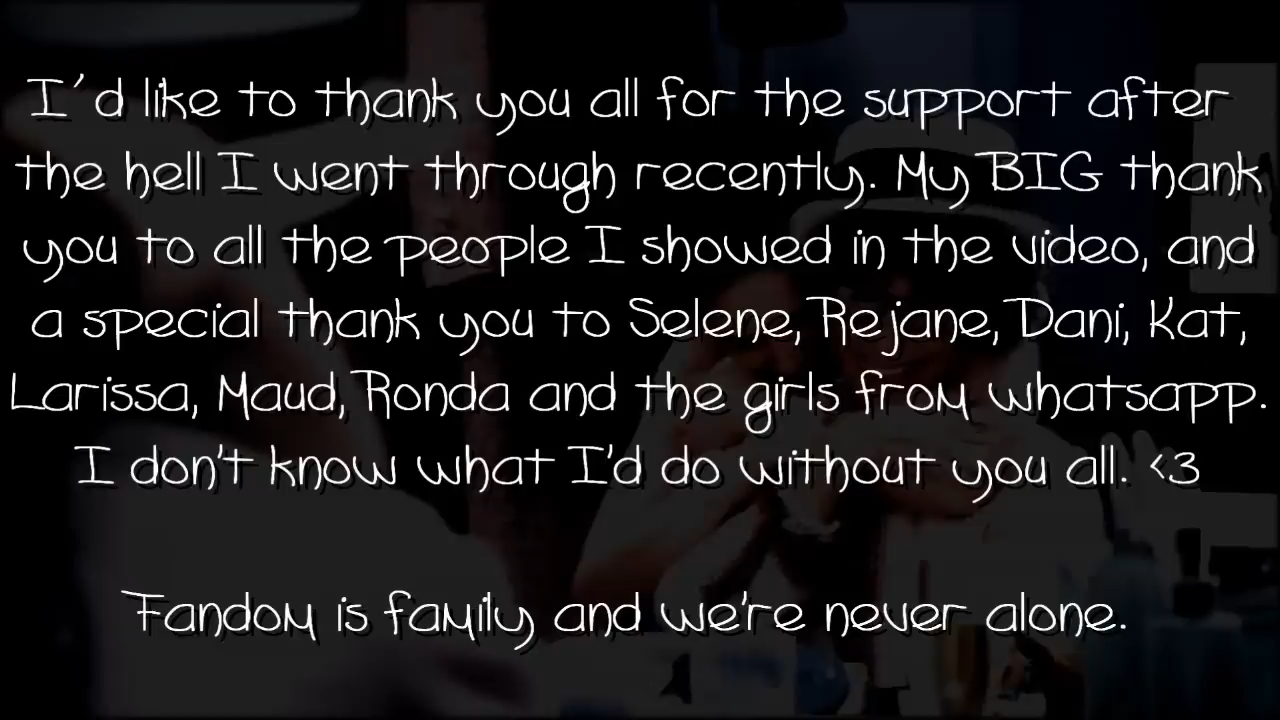 I'd like to thank you all for the support after
the hell I went through recently. My BIG thank
you to all the people I showed in the video, and
a special thank you to Selene, Rejane, Dani, Kat,
Larissa, Maud, Ronda and the girls from whatsapp.
I don't know what I'd do without you all. <3
Fandom is family and we're never alone.